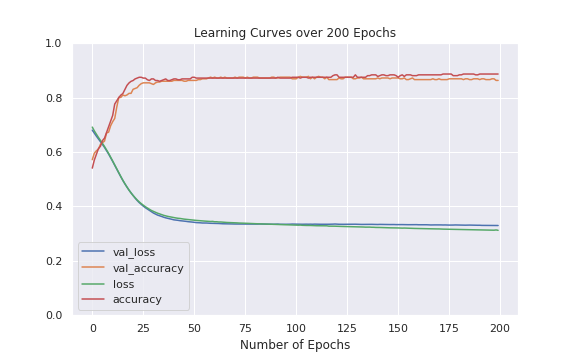 Learning Curves over 200 Epochs
1.0
0.8
0.6
0.4
0.2
0.0
val_loss
val_accuracy
loss
accuracy
0 25 50 75 100 125 150 175 200
Number of Epochs